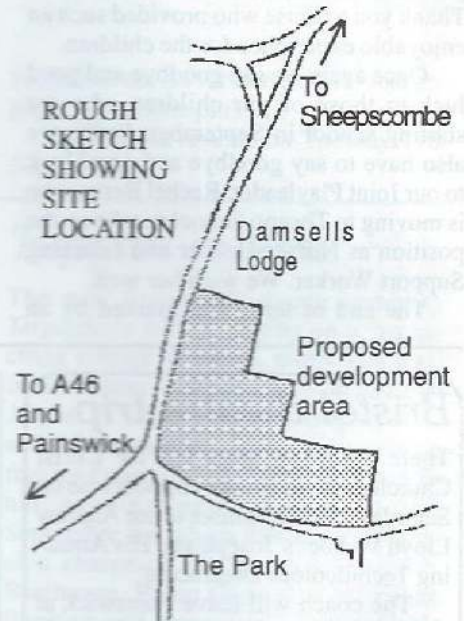 ROUGH
SKETCH
SHOWING
SITE
LOCATION
To
Sheepscombe
Damsells
Lodge
Proposed
development
area
To A46
and
Painswick
The Park